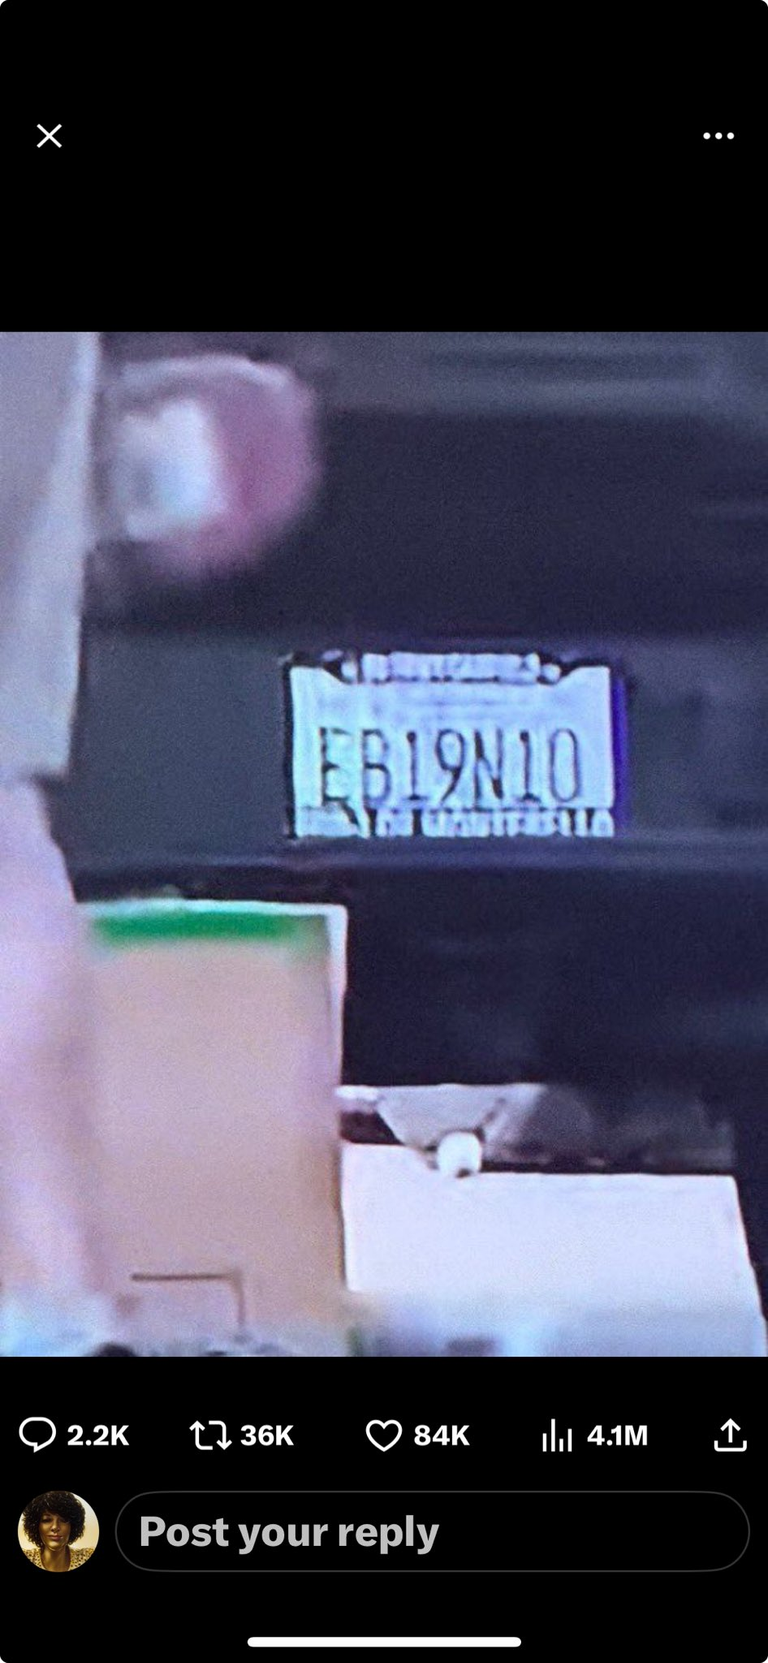 EB19N10
2.2K 36K 84K 4.1M
Post your reply